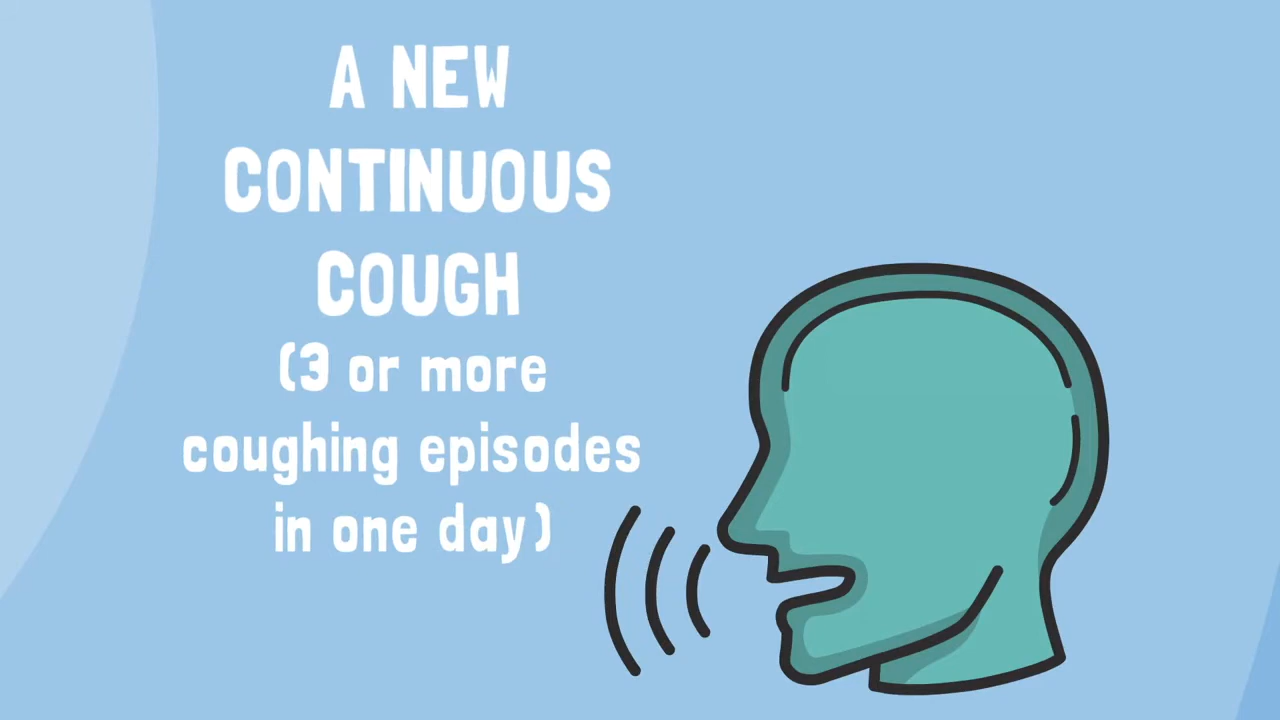 A NEW
CONTINUOUS
COUGH
(3 or more
coughing episodes
in one day)